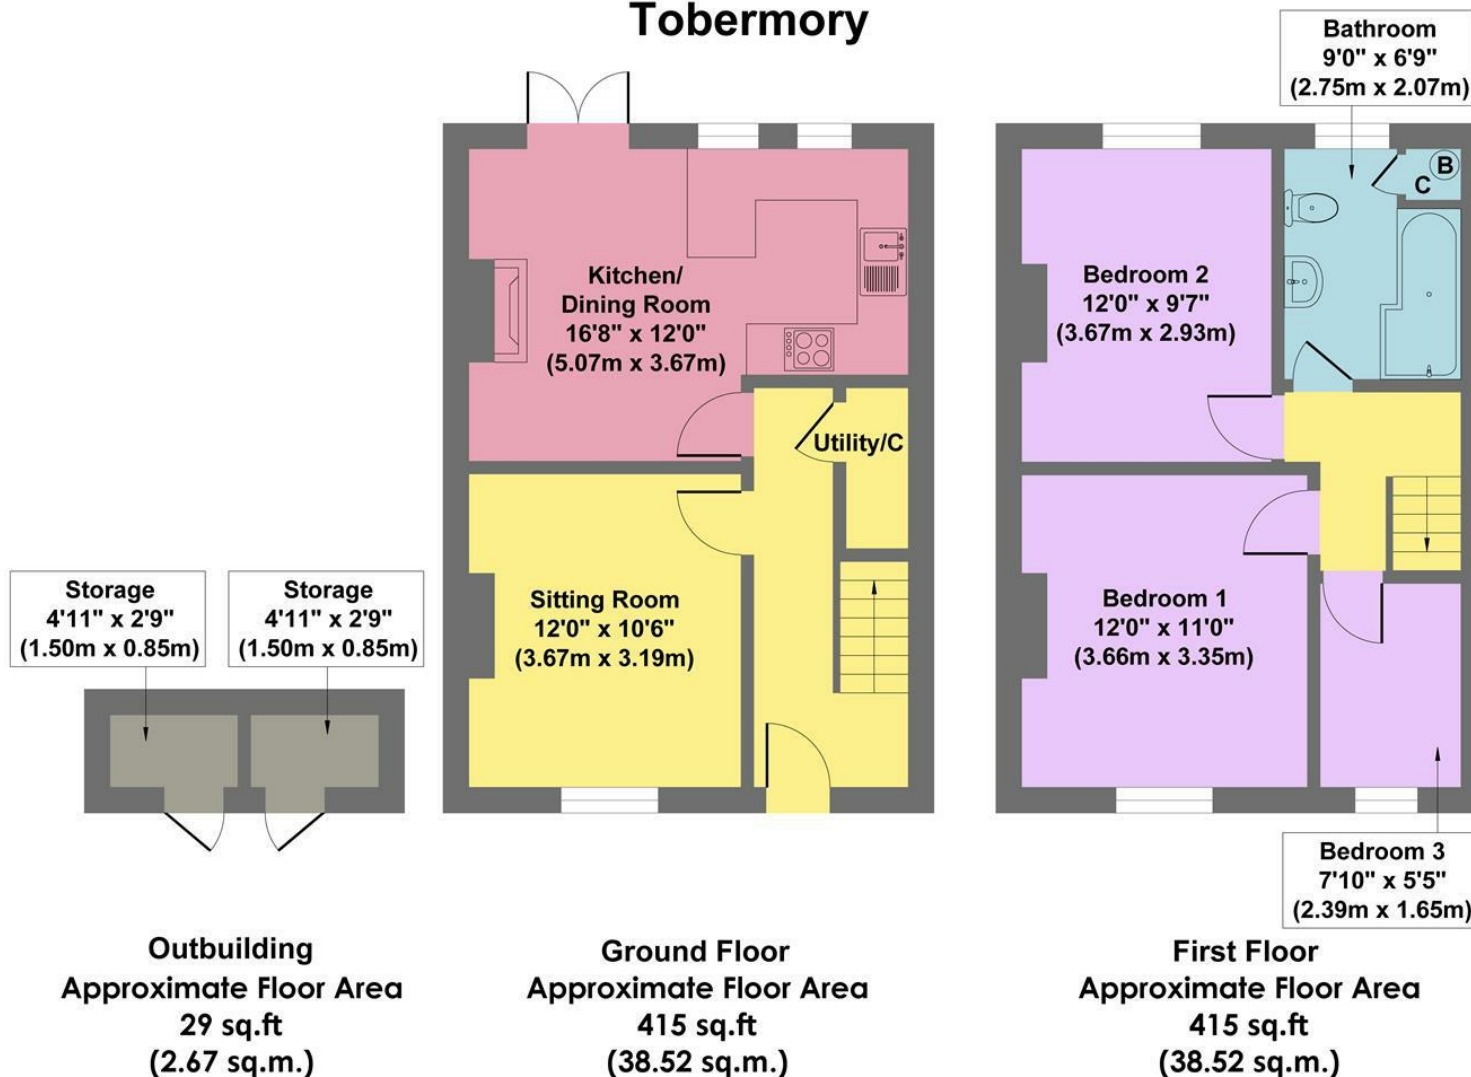 Tobermory
Bathroom
9'0" x 6'9"
(2.75m x 2.07m)
B
C
Kitchen/
Dining Room
16'8" x 12'0"
(5.07m x 3.67m)
Bedroom 2
12'0" x 9'7"
(3.67m x 2.93m)
Utility/C
Storage
4'11" x 2'9"
(1.50m x 0.85m)
Storage
4'11" x 2'9"
(1.50m x 0.85m)
Sitting Room
12'0" x 10'6"
(3.67m x 3.19m)
Bedroom 1
12'0" x 11'0"
(3.66m x 3.35m)
Bedroom 3
7'10" x 5'5"
(2.39m x 1.65m)
Outbuilding
Approximate Floor Area
29 sq.ft
(2.67 sq.m.)
Ground Floor
Approximate Floor Area
415 sq.ft
(38.52 sq.m.)
First Floor
Approximate Floor Area
415 sq.ft
(38.52 sq.m.)